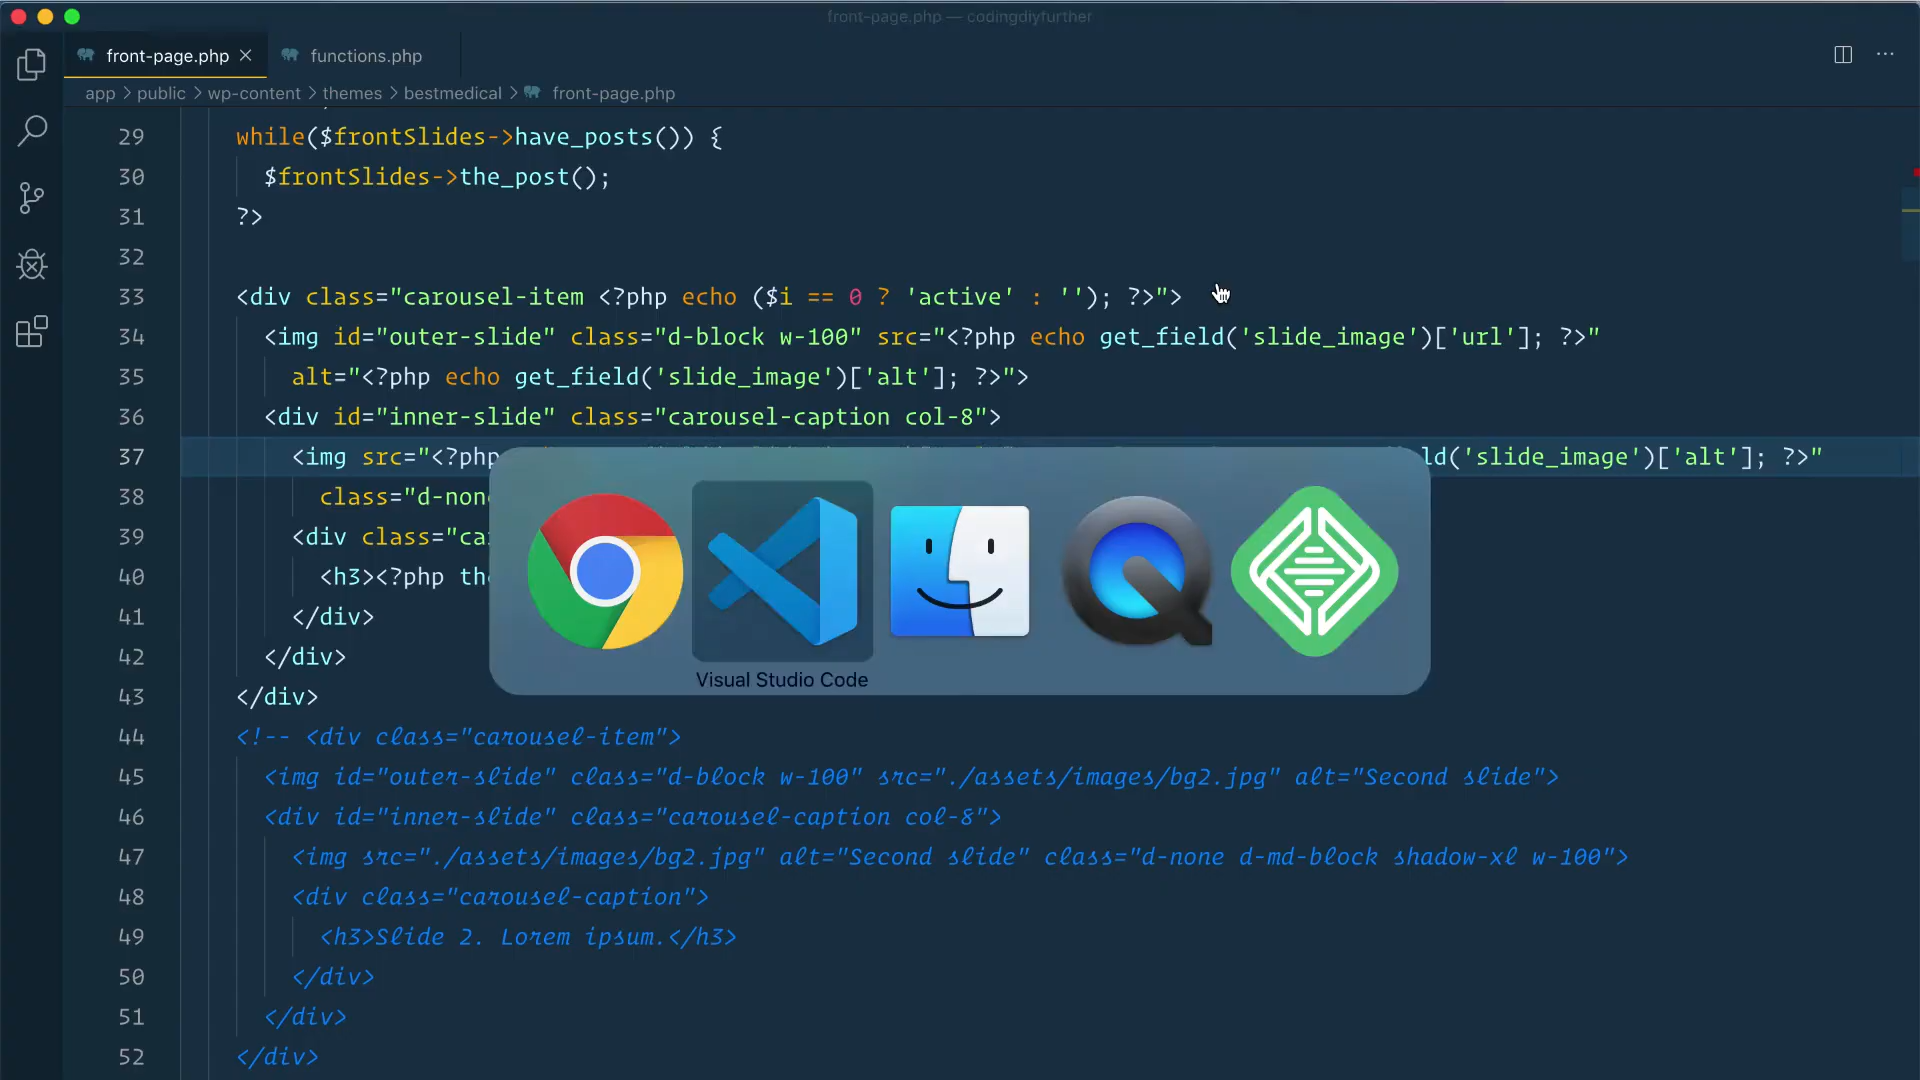 front-page.php — codingdiyfurther
front-page.php
functions.php
app > public > wp-content > themes > bestmedical > front-page.php
29 while($frontSlides->have_posts()) {
30 $frontSlides->the_post();
31 ?>
32
33 <div class="carousel-item <?php echo ($i == 0 ? 'active' : ''); ?>">
34 <img id="outer-slide" class="d-block w-100" src="<?php echo get_field('slide_image')['url']; ?>"
35 alt="<?php echo get_field('slide_image')['alt']; ?>">
36 <div id="inner-slide" class="carousel-caption col-8">
37 <img src="<?php ld('slide_image')['alt']; ?>"
38 class="d-non
39 <div class="ca
40 <h3><?php th
41 </div>
42 </div>
43 </div>
Visual Studio Code
44 <!-- <div class="carousel-item">
45 <img id="outer-slide" class="d-block w-100" src="./assets/images/bg2.jpg" alt="Second slide">
46 <div id="inner-slide" class="carousel-caption col-8">
47 <img src="./assets/images/bg2.jpg" alt="Second slide" class="d-none d-md-block shadow-xl w-100">
48 <div class="carousel-caption">
49 <h3>Slide 2. Lorem ipsum.</h3>
50 </div>
51 </div>
52 </div>